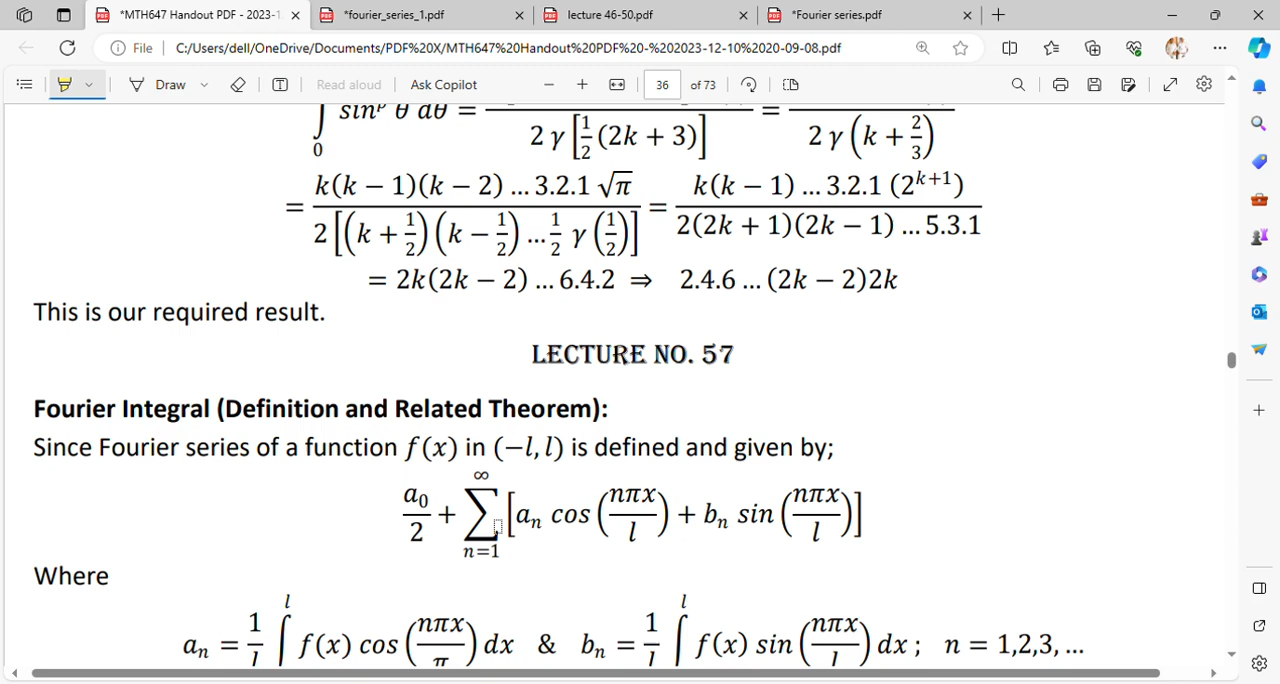 *MTH647 Handout PDF - 2023-1
*fourier_series_1.pdf
lecture 46-50.pdf
*Fourier series.pdf
File
C:/Users/dell/OneDrive/Documents/PDF%20X/MTH647%20Handout%20PDF%20-%202023-12-10%2020-09-08.pdf
Draw
Read aloud
Ask Copilot
36
of 73
∫ 0 sinᵖ θ dθ = / 2 γ [1/2 (2k + 3)] = / 2 γ (k + 2/3)
= k(k − 1)(k − 2) ... 3.2.1 √π / 2 [(k + 1/2) (k − 1/2) ... 1/2 γ (1/2)] = k(k − 1) ... 3.2.1 (2^{k+1}) / 2(2k + 1)(2k − 1) ... 5.3.1
= 2k(2k − 2) ... 6.4.2 ⇒ 2.4.6 ... (2k − 2)2k
This is our required result.
LECTURE NO. 57
Fourier Integral (Definition and Related Theorem):
Since Fourier series of a function f(x) in (−l, l) is defined and given by;
a₀/2 + ∑ n=1 ∞ [aₙ cos (nπx/l) + bₙ sin (nπx/l)]
Where
aₙ = 1/l ∫ l f(x) cos (nπx/π) dx & bₙ = 1/l ∫ l f(x) sin (nπx/l) dx ; n = 1,2,3, ...